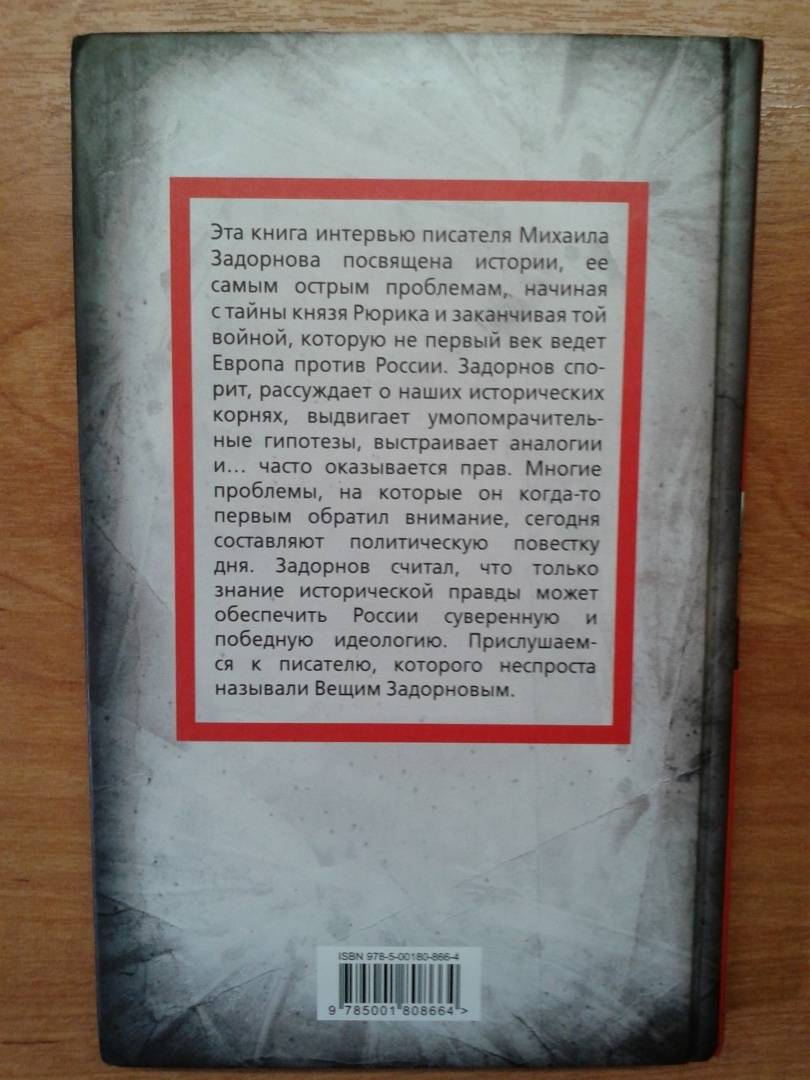 Эта книга интервью писателя Михаила
Задорнова посвящена истории, ее
самым острым проблемам, начиная
с тайны князя Рюрика и заканчивая той
войной, которую не первый век ведет
Европа против России. Задорнов спо-
рит, рассуждает о наших исторических
корнях, выдвигает умопомрачитель-
ные гипотезы, выстраивает аналогии
и... часто оказывается прав. Многие
проблемы, на которые он когда-то
первым обратил внимание, сегодня
составляют политическую повестку
дня. Задорнов считал, что только
знание исторической правды может
обеспечить России суверенную и
победную идеологию. Прислушаем-
ся к писателю, которого неспроста
называли Вещим Задорновым.
ISBN 978-5-00180-866-4
9 785001 808664 >